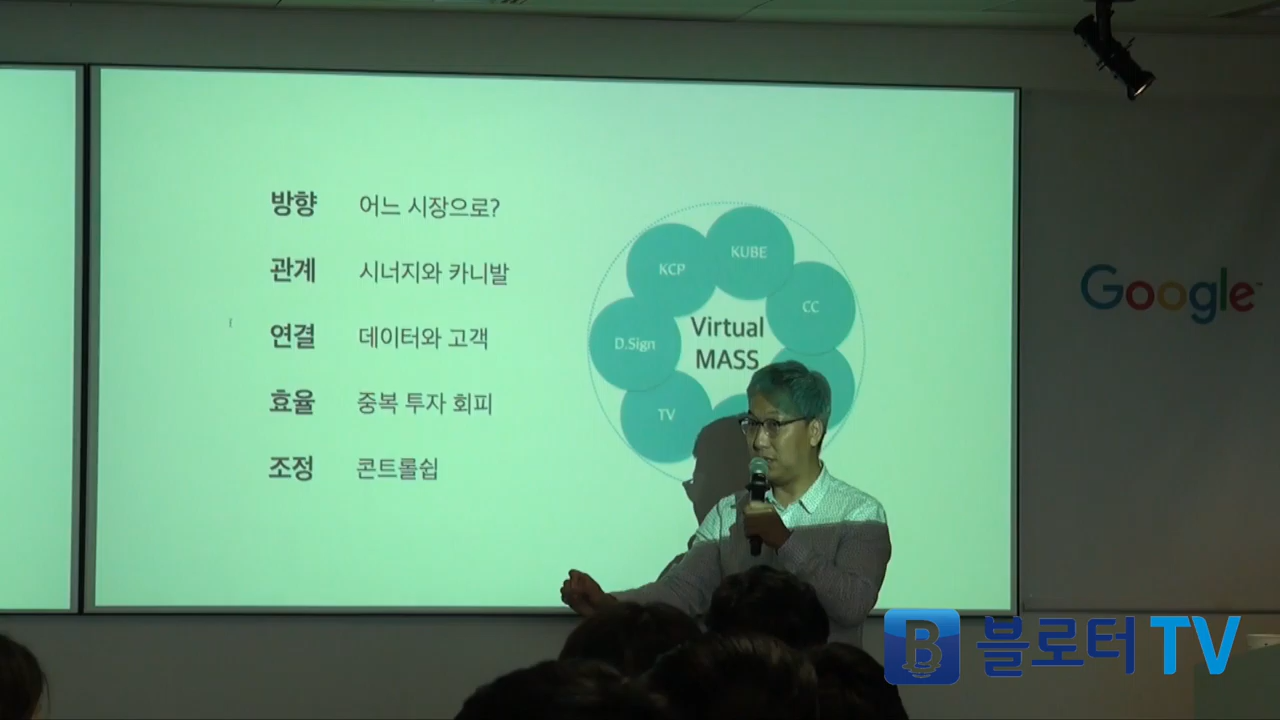 방향 어느 시장으로?
관계 시너지와 카니발
연결 데이터와 고객
효율 중복 투자 회피
조정 콘트롤쉽
KUBE
KCP
CC
D.Sign
TV
Virtual
MASS
Google
B 블로터TV